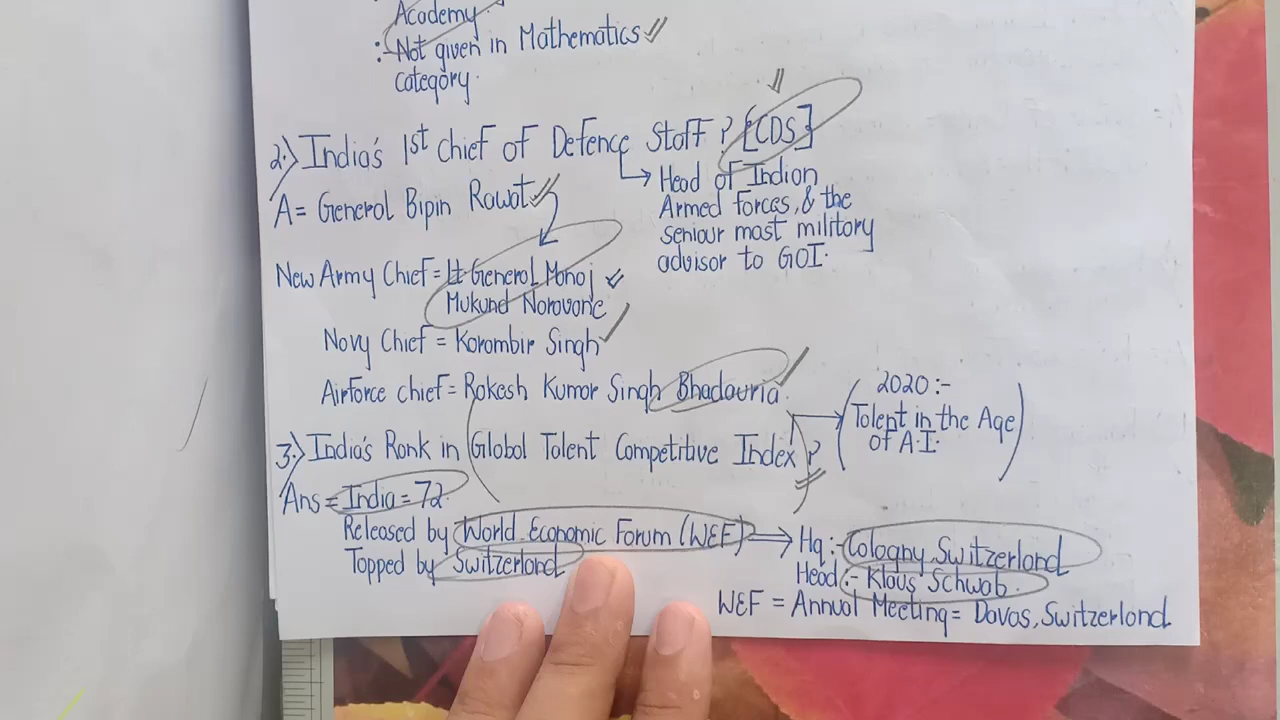 Academy.
:- Not given in Mathematics
category.
2.) India's 1st chief of Defence Staff ? [CDS]
Head of Indian
Armed forces, & the
seniour most military
advisor to GOI.
A = General Bipin Rawat
New Army Chief = Lt General Manoj
Mukund Naravane
Navy Chief = Karambir Singh
Airforce chief = Rakesh Kumar Singh Bhadauria.
2020 :-
Talent in the Age
of A.I.
3.) India's Rank in Global Talent Competitive Index ?
Ans = India = 72.
Released by World Economic Forum (WEF)
Hq :- Cologny Switzerland
Topped by Switzerland
Head :- Klaus Schwab.
WEF = Annual Meeting = Davos, Switzerland